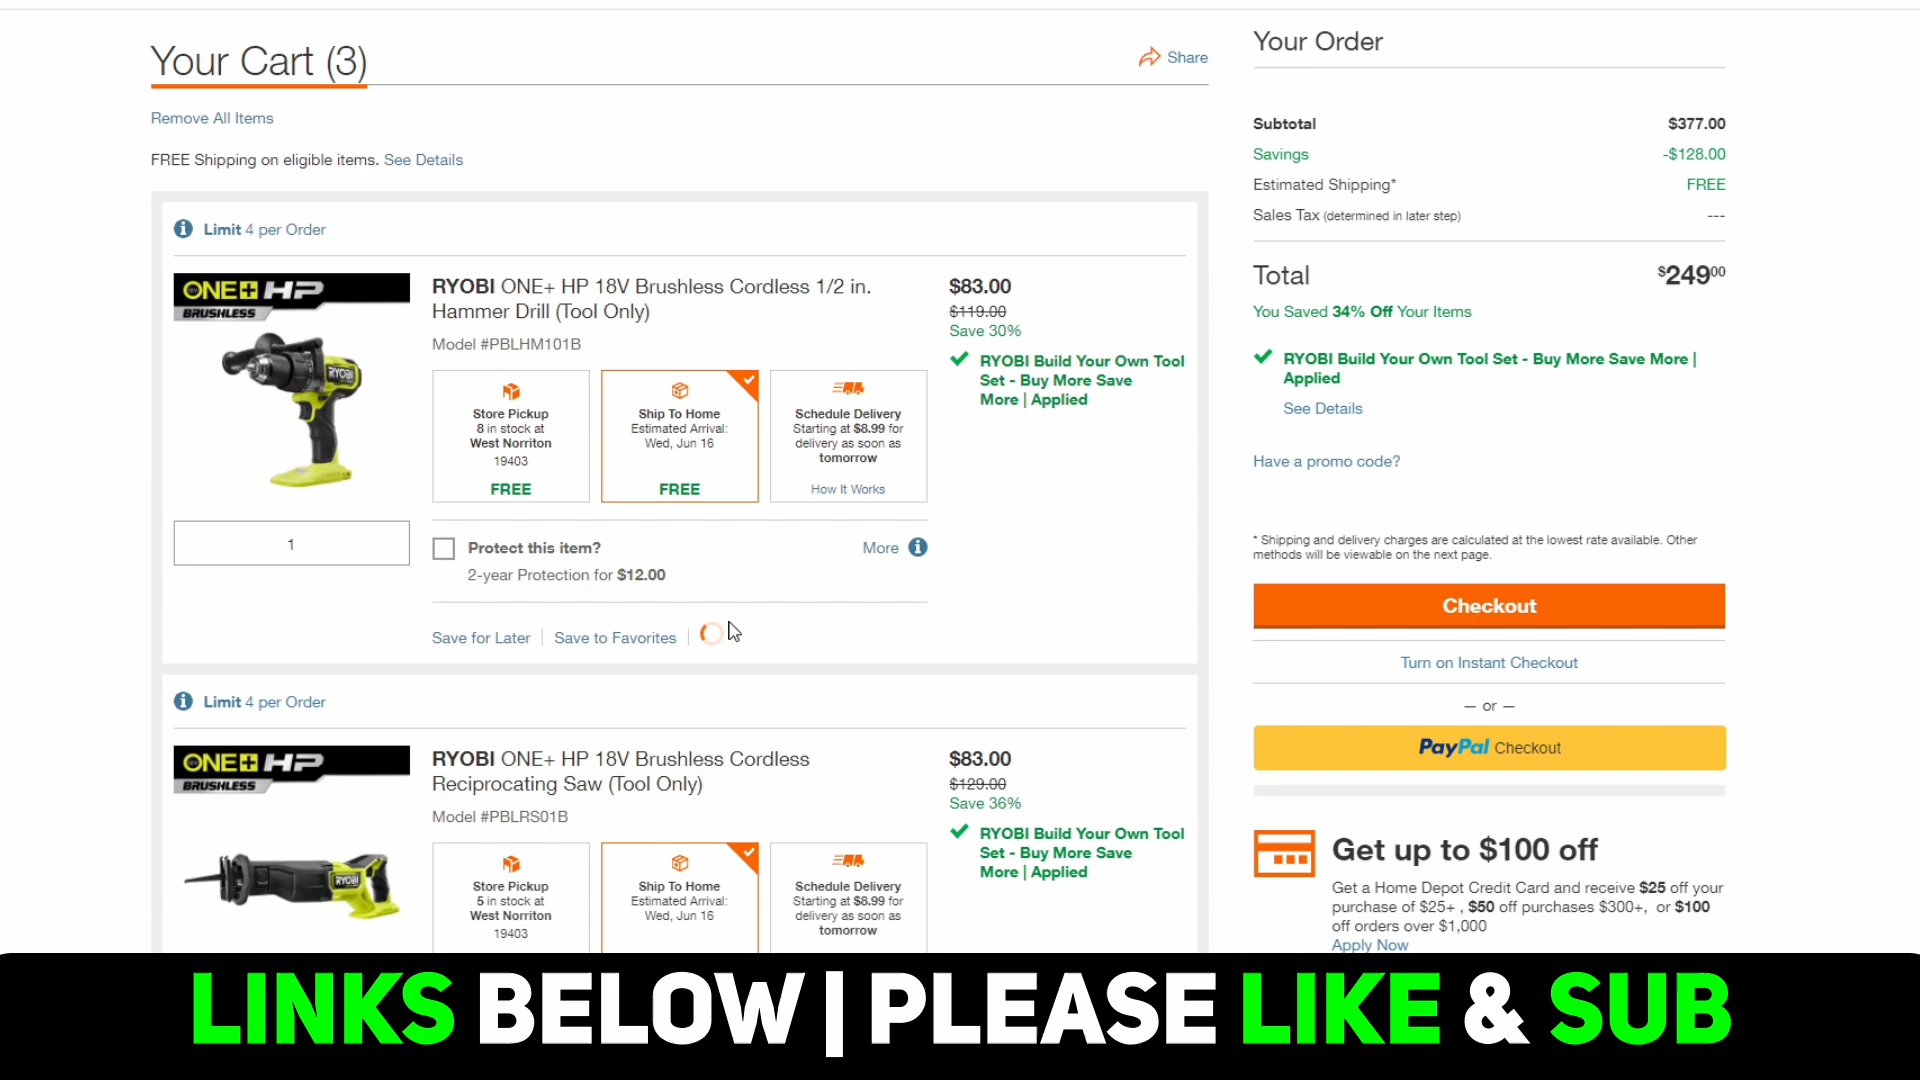 Your Cart (3)
Share
Remove All Items
FREE Shipping on eligible items. See Details
Limit 4 per Order
ONE+ HP
BRUSHLESS
RYOBI
RYOBI ONE+ HP 18V Brushless Cordless 1/2 in.
Hammer Drill (Tool Only)
Model #PBLHM101B
$83.00
$119.00
Save 30%
RYOBI Build Your Own Tool
Set - Buy More Save
More | Applied
Store Pickup
8 in stock at
West Norriton
19403
FREE
Ship To Home
Estimated Arrival:
Wed, Jun 16
FREE
Schedule Delivery
Starting at $8.99 for
delivery as soon as
tomorrow
How It Works
1
Protect this item?
More
2-year Protection for $12.00
Save for Later
Save to Favorites
Limit 4 per Order
ONE+ HP
BRUSHLESS
RYOBI
RYOBI ONE+ HP 18V Brushless Cordless
Reciprocating Saw (Tool Only)
Model #PBLRS01B
$83.00
$129.00
Save 36%
RYOBI Build Your Own Tool
Set - Buy More Save
More | Applied
Store Pickup
5 in stock at
West Norriton
19403
Ship To Home
Estimated Arrival:
Wed, Jun 16
Schedule Delivery
Starting at $8.99 for
delivery as soon as
tomorrow
Your Order
Subtotal $377.00
Savings -$128.00
Estimated Shipping* FREE
Sales Tax (determined in later step) ---
Total $249⁰⁰
You Saved 34% Off Your Items
RYOBI Build Your Own Tool Set - Buy More Save More |
Applied
See Details
Have a promo code?
* Shipping and delivery charges are calculated at the lowest rate available. Other
methods will be viewable on the next page.
Checkout
Turn on Instant Checkout
— or —
PayPal Checkout
Get up to $100 off
Get a Home Depot Credit Card and receive $25 off your
purchase of $25+ , $50 off purchases $300+, or $100
off orders over $1,000
Apply Now
LINKS BELOW | PLEASE LIKE & SUB